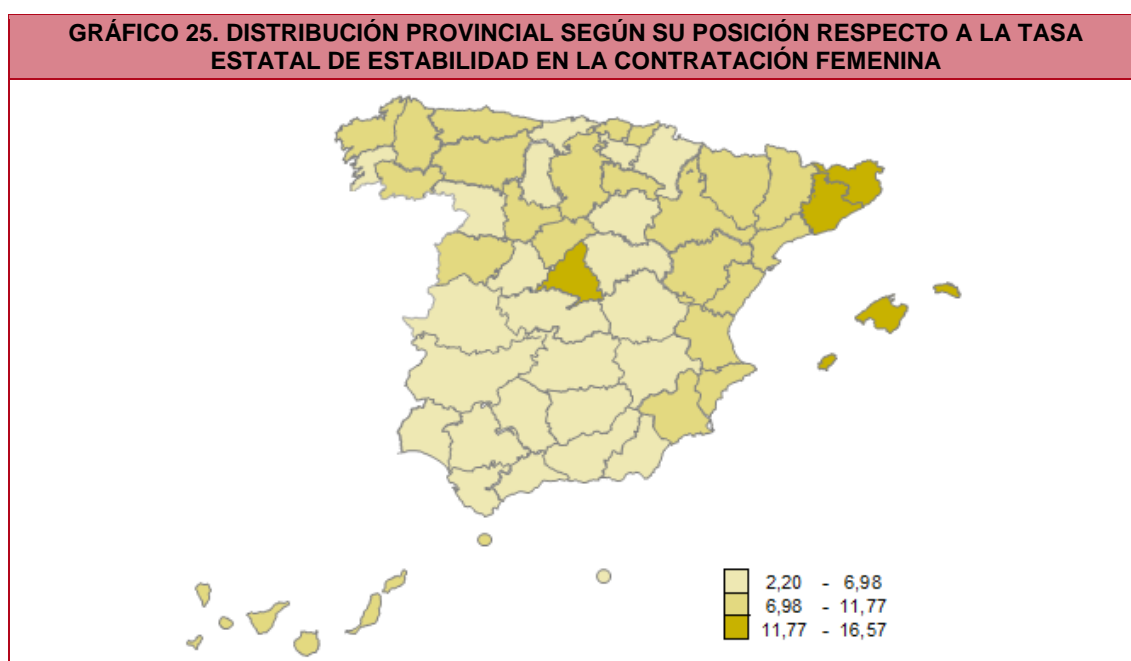 GRÁFICO 25. DISTRIBUCIÓN PROVINCIAL SEGÚN SU POSICIÓN RESPECTO A LA TASA
ESTATAL DE ESTABILIDAD EN LA CONTRATACIÓN FEMENINA
2,20 - 6,98
6,98 - 11,77
11,77 - 16,57